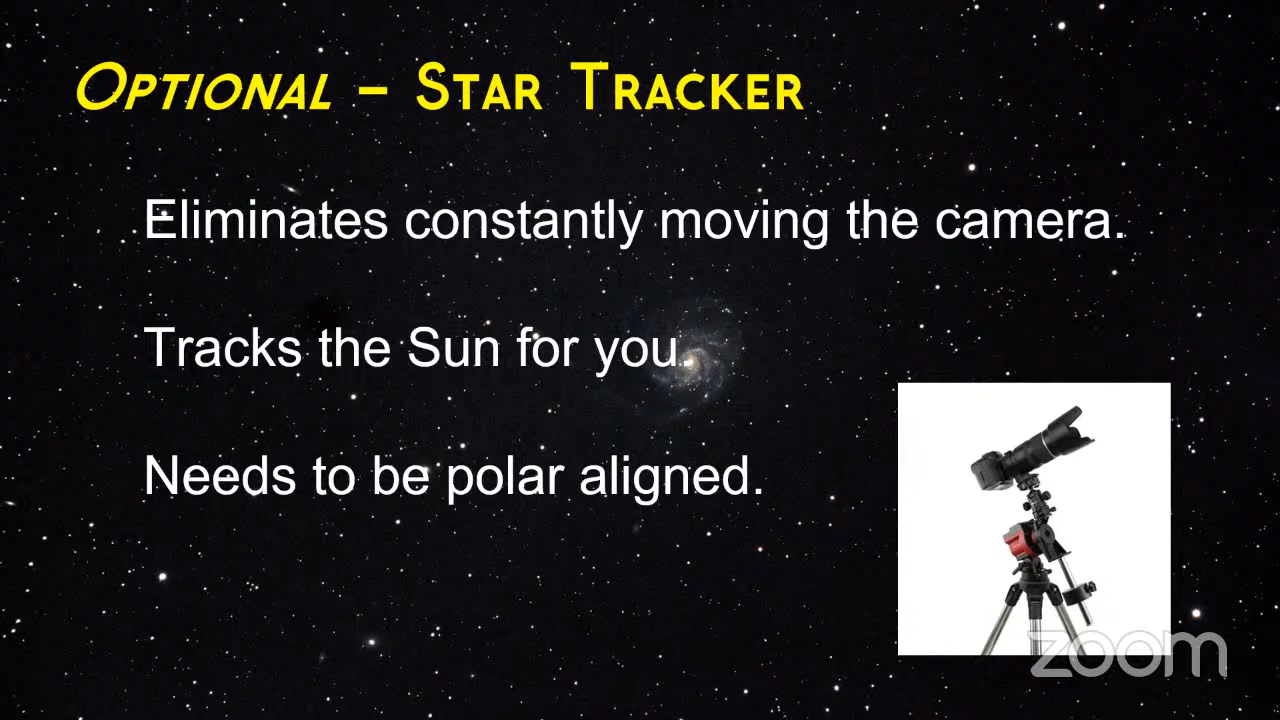 Optional – Star Tracker
Eliminates constantly moving the camera.
Tracks the Sun for you.
Needs to be polar aligned.
zoom